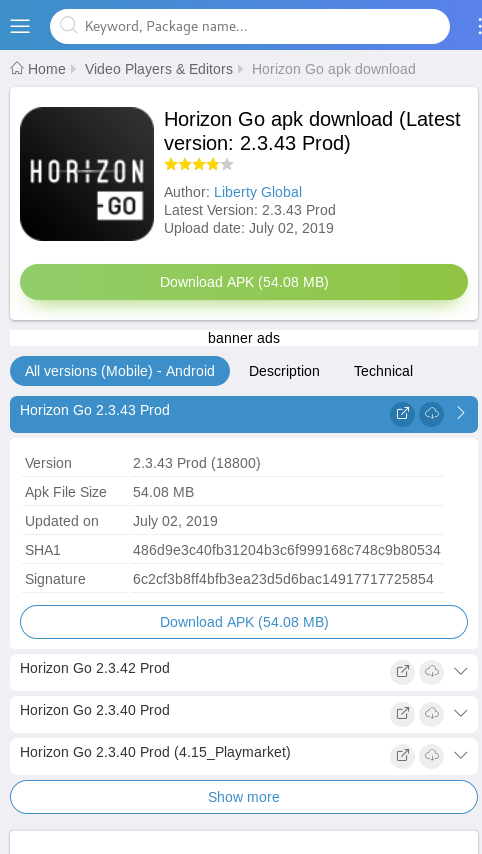 Keyword, Package name...
Home
Video Players & Editors
Horizon Go apk download
HORIZON
-GO
Horizon Go apk download (Latest
version: 2.3.43 Prod)
Author: Liberty Global
Latest Version: 2.3.43 Prod
Upload date: July 02, 2019
Download APK (54.08 MB)
banner ads
All versions (Mobile) - Android
Description
Technical
Horizon Go 2.3.43 Prod
Version 2.3.43 Prod (18800)
Apk File Size 54.08 MB
Updated on July 02, 2019
SHA1 486d9e3c40fb31204b3c6f999168c748c9b80534
Signature 6c2cf3b8ff4bfb3ea23d5d6bac14917717725854
Download APK (54.08 MB)
Horizon Go 2.3.42 Prod
Horizon Go 2.3.40 Prod
Horizon Go 2.3.40 Prod (4.15_Playmarket)
Show more